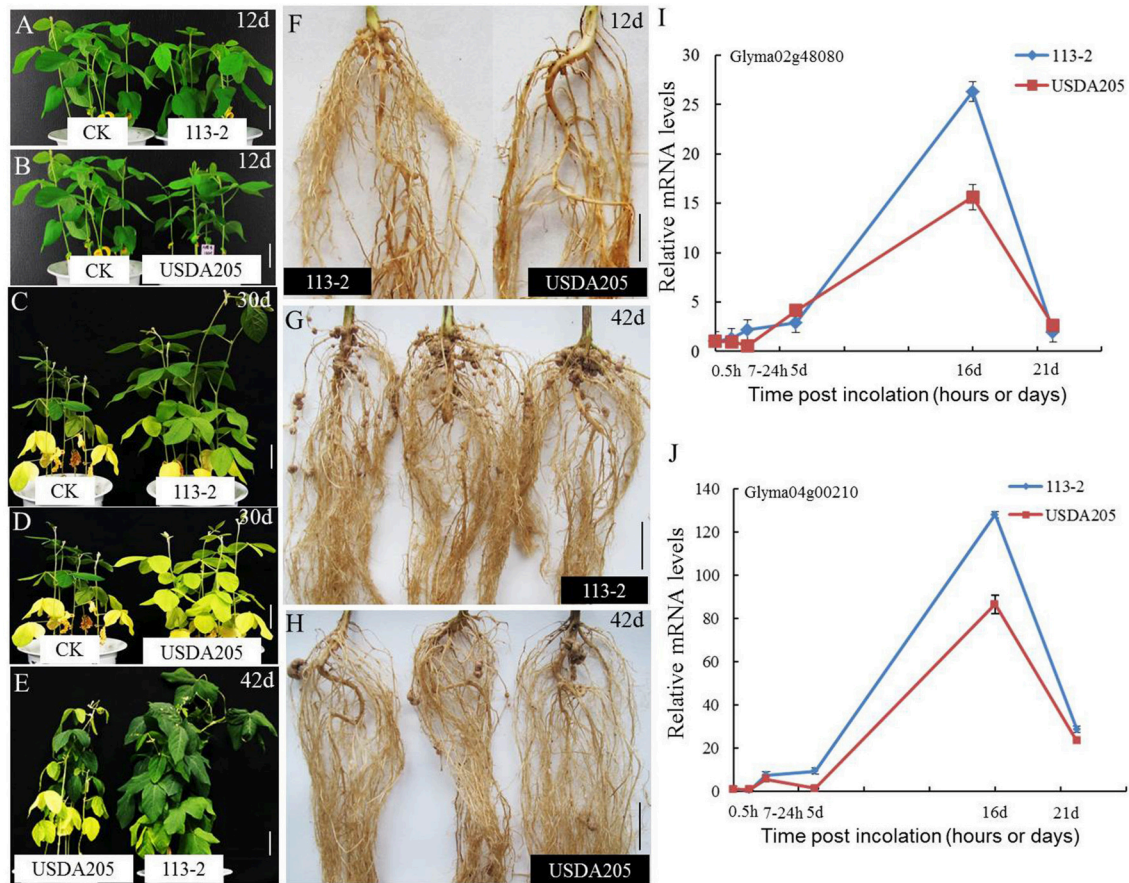 A
12d
CK
113-2
B
12d
CK
USDA205
C
30d
CK
113-2
D
30d
CK
USDA205
E
42d
USDA205
113-2
F
12d
113-2
USDA205
G
42d
113-2
H
42d
USDA205
I
Glyma02g48080
113-2
USDA205
Relative mRNA levels
30
25
20
15
10
5
0
0.5h
7-24h
5d
16d
21d
Time post incolation (hours or days)
J
Glyma04g00210
113-2
USDA205
Relative mRNA levels
140
120
100
80
60
40
20
0
0.5h
7-24h
5d
16d
21d
Time post incolation (hours or days)